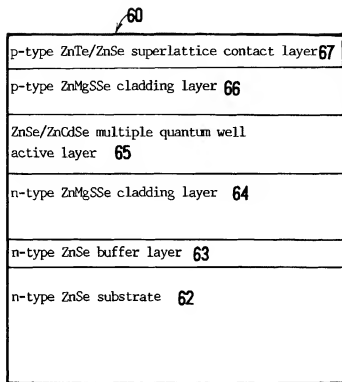 60
p-type ZnTe/ZnSe superlattice contact layer 67
p-type ZnMgSSe cladding layer 66
ZnSe/ZnCdSe multiple quantum well
active layer 65
n-type ZnMgSSe cladding layer 64
n-type ZnSe buffer layer 63
n-type ZnSe substrate 62